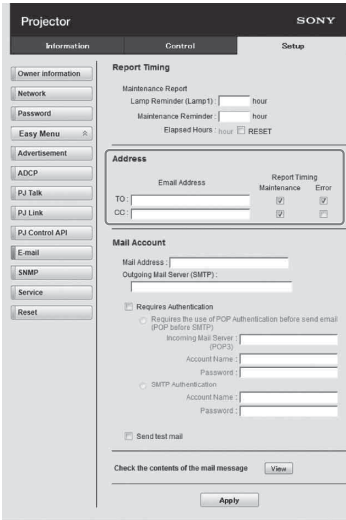 Projector
SONY
Information
Control
Setup
Owner information
Network
Password
Easy Menu
Advertisement
ADCP
PJ Talk
PJ Link
PJ Control API
E-mail
SNMP
Service
Reset
Report Timing
Maintenance Report
Lamp Reminder (Lamp1) : hour
Maintenance Reminder : hour
Elapsed Hours : hour RESET
Address
Email Address
Report Timing
Maintenance Error
TO :
CC :
Mail Account
Mail Address :
Outgoing Mail Server (SMTP) :
Requires Authentication
Requires the use of POP Authentication before send email
(POP before SMTP)
Incoming Mail Server :
(POP3)
Account Name :
Password :
SMTP Authentication
Account Name :
Password :
Send test mail
Check the contents of the mail message View
Apply